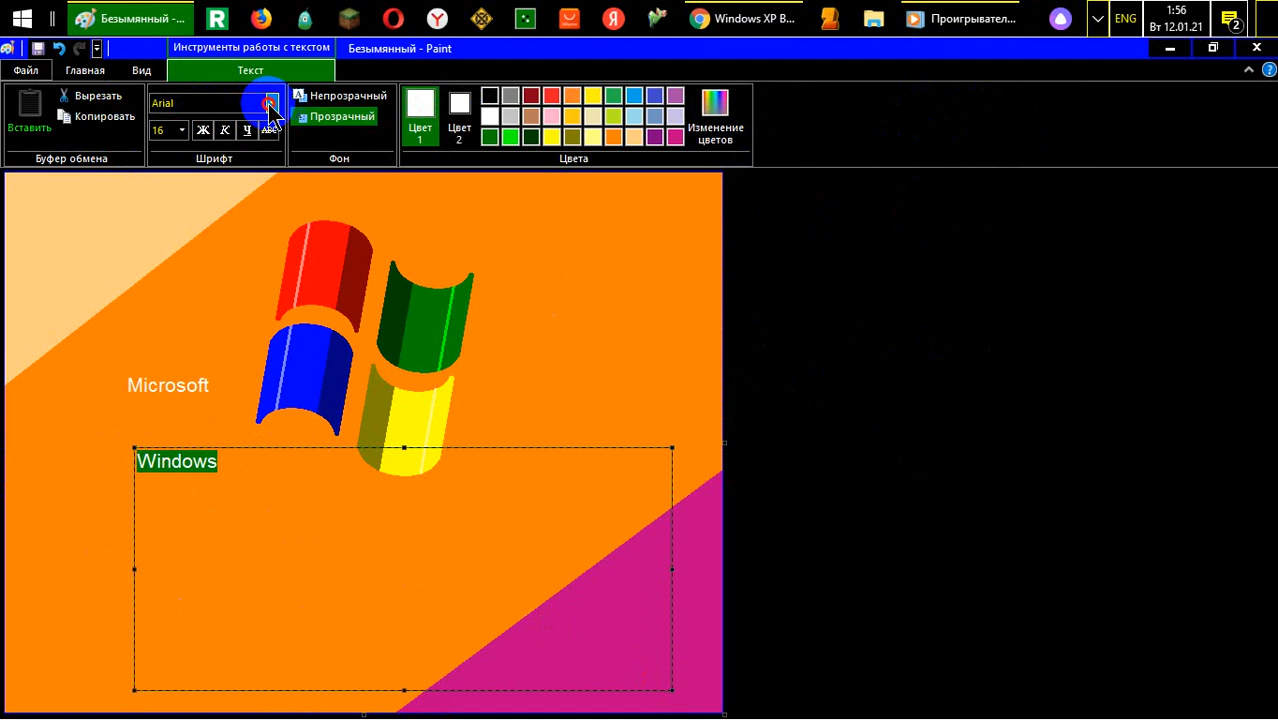 Безымянный -...
Windows XP B...
Проигрывател...
ENG
1:56
Вт 12.01.21
2
Инструменты работы с текстом
Безымянный - Paint
Файл
Главная
Вид
Текст
Вставить
Вырезать
Копировать
Буфер обмена
Arial
16
Ж К Ч abc
Шрифт
Непрозрачный
Прозрачный
Фон
Цвет
1
Цвет
2
Изменение
цветов
Цвета
Microsoft
Windows